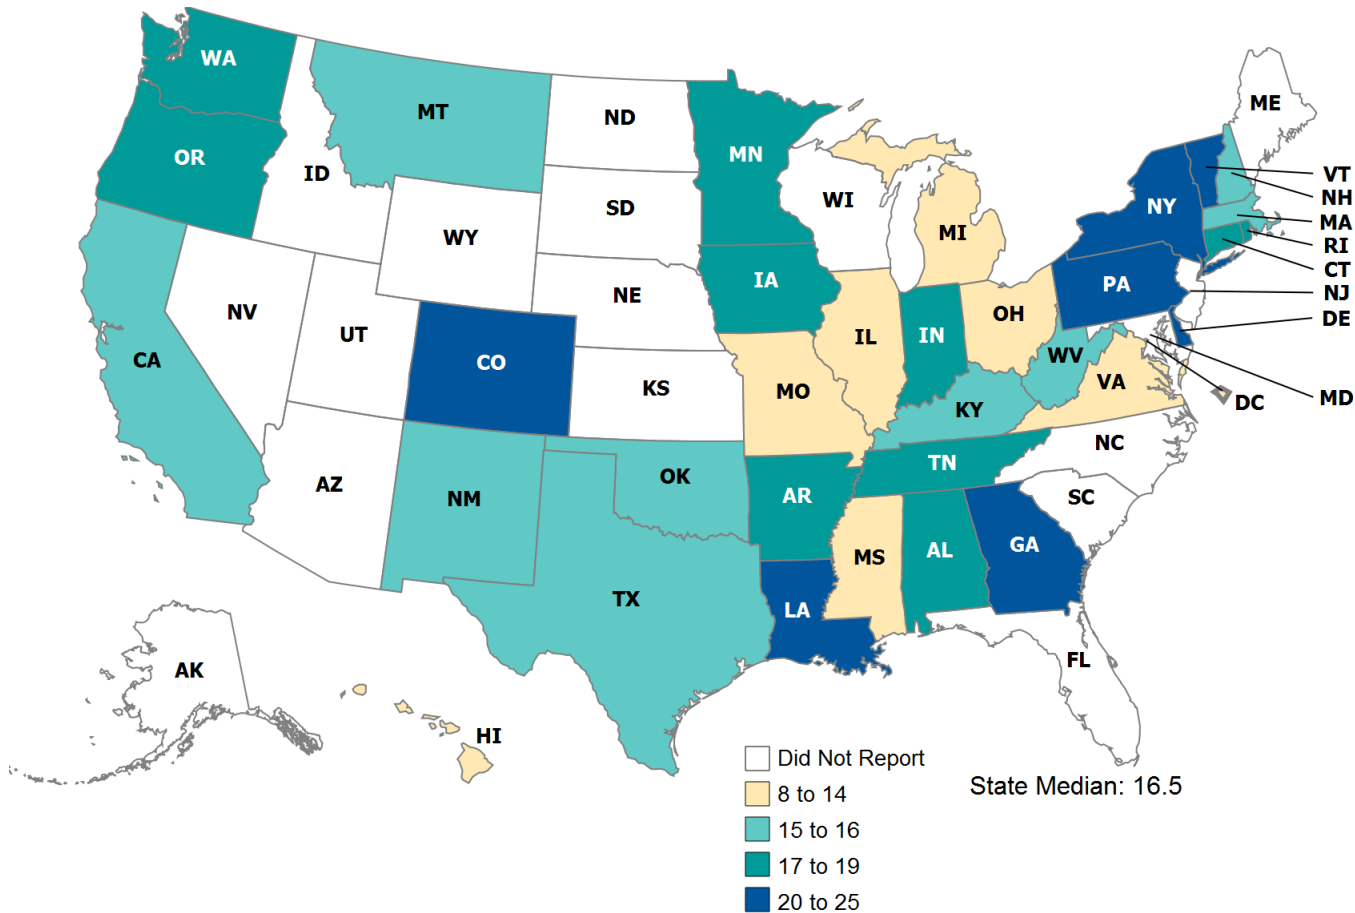 WA
MT
ND
ME
OR
ID
MN
VT
SD
WI
NH
NY
MA
WY
MI
RI
CT
NE
IA
PA
NJ
NV
OH
DE
UT
IL
IN
CA
CO
WV
KS
MO
VA
MD
KY
DC
NC
TN
AZ
OK
SC
NM
AR
GA
AL
MS
TX
LA
FL
AK
HI
Did Not Report
8 to 14
State Median: 16.5
15 to 16
17 to 19
20 to 25